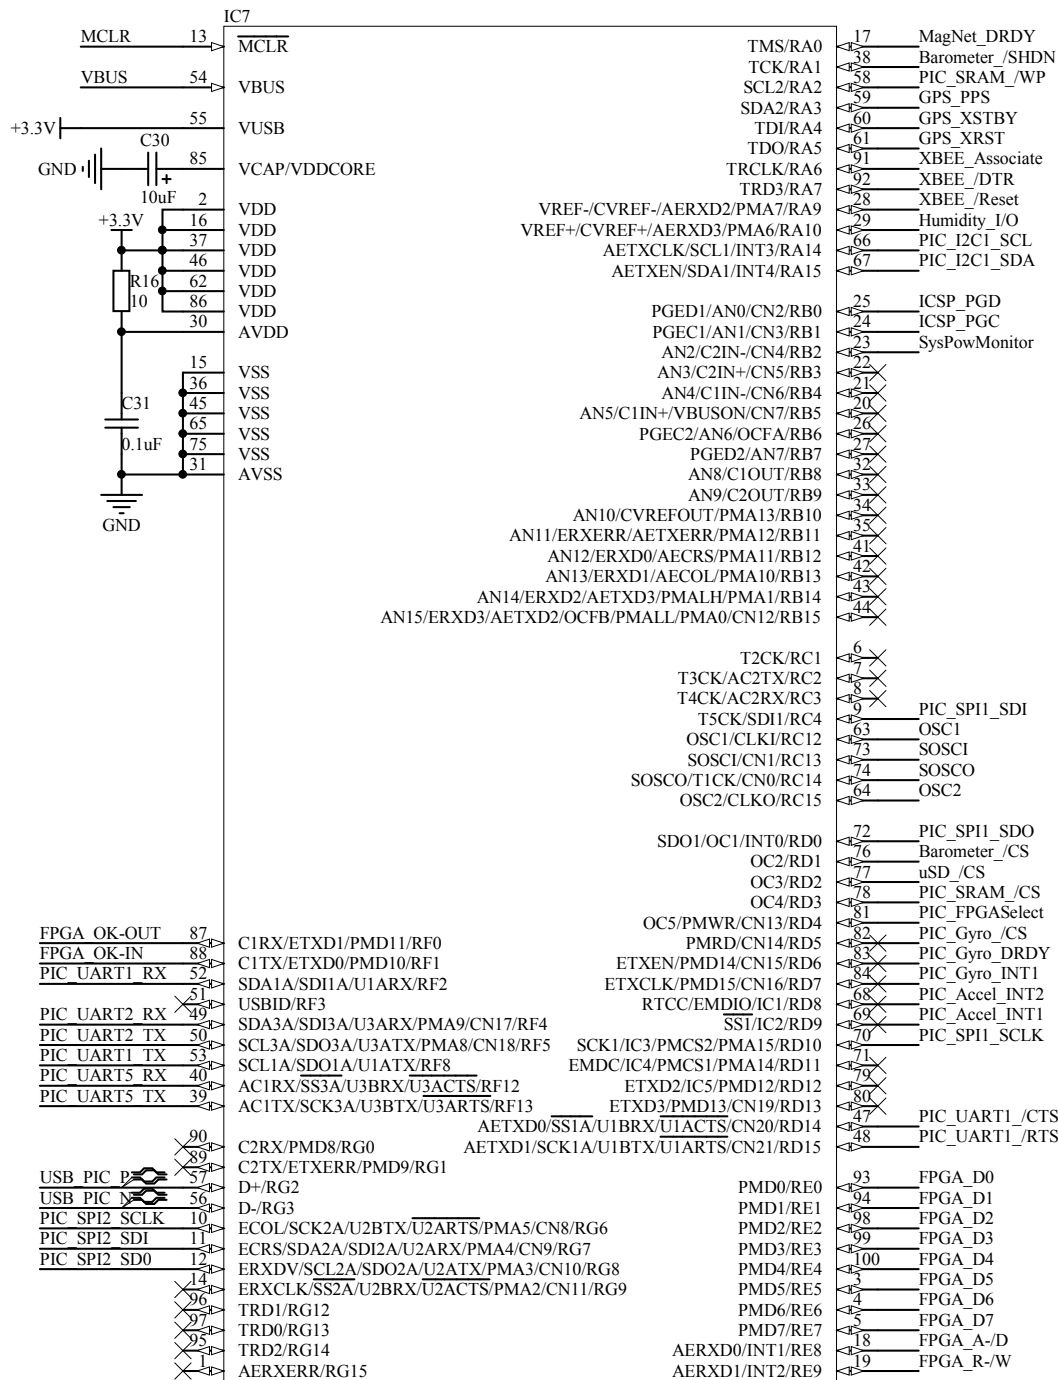 IC7
MCLR 13 MCLR
VBUS 54 VBUS
+3.3V 55 VUSB
C30
GND 85 VCAP/VDDCORE
10uF
+3.3V
2 VDD
16 VDD
37 VDD
46 VDD
R16
10
62 VDD
86 VDD
30 AVDD
15 VSS
36 VSS
C31
0.1uF
45 VSS
65 VSS
75 VSS
31 AVSS
GND
FPGA_OK-OUT 87 C1RX/ETXD1/PMD11/RF0
FPGA_OK-IN 88 C1TX/ETXD0/PMD10/RF1
PIC_UART1_RX 52 SDA1A/SDI1A/U1ARX/RF2
51 USBID/RF3
PIC_UART2_RX 49 SDA3A/SDI3A/U3ARX/PMA9/CN17/RF4
PIC_UART2_TX 50 SCL3A/SDO3A/U3ATX/PMA8/CN18/RF5
PIC_UART1_TX 53 SCL1A/SDO1A/U1ATX/RF8
PIC_UART5_RX 40 AC1RX/SS3A/U3BRX/U3ACTS/RF12
PIC_UART5_TX 39 AC1TX/SCK3A/U3BTX/U3ARTS/RF13
90 C2RX/PMD8/RG0
89 C2TX/ETXERR/PMD9/RG1
USB_PIC_P 57 D+/RG2
USB_PIC_N 56 D-/RG3
PIC_SPI2_SCLK 10 ECOL/SCK2A/U2BTX/U2ARTS/PMA5/CN8/RG6
PIC_SPI2_SDI 11 ECRS/SDA2A/SDI2A/U2ARX/PMA4/CN9/RG7
PIC_SPI2_SD0 12 ERXDV/SCL2A/SDO2A/U2ATX/PMA3/CN10/RG8
14 ERXCLK/SS2A/U2BRX/U2ACTS/PMA2/CN11/RG9
96 TRD1/RG12
97 TRD0/RG13
95 TRD2/RG14
1 AERXERR/RG15
TMS/RA0 17 MagNet_DRDY
TCK/RA1 38 Barometer_/SHDN
SCL2/RA2 58 PIC_SRAM_/WP
SDA2/RA3 59 GPS_PPS
TDI/RA4 60 GPS_XSTBY
TDO/RA5 61 GPS_XRST
TRCLK/RA6 91 XBEE_Associate
TRD3/RA7 92 XBEE_/DTR
VREF-/CVREF-/AERXD2/PMA7/RA9 28 XBEE_/Reset
VREF+/CVREF+/AERXD3/PMA6/RA10 29 Humidity_I/O
AETXCLK/SCL1/INT3/RA14 66 PIC_I2C1_SCL
AETXEN/SDA1/INT4/RA15 67 PIC_I2C1_SDA
PGED1/AN0/CN2/RB0 25 ICSP_PGD
PGEC1/AN1/CN3/RB1 24 ICSP_PGC
AN2/C2IN-/CN4/RB2 23 SysPowMonitor
AN3/C2IN+/CN5/RB3 22
AN4/C1IN-/CN6/RB4 21
AN5/C1IN+/VBUSON/CN7/RB5 20
PGEC2/AN6/OCFA/RB6 26
PGED2/AN7/RB7 27
AN8/C1OUT/RB8 32
AN9/C2OUT/RB9 33
AN10/CVREFOUT/PMA13/RB10 34
AN11/ERXERR/AETXERR/PMA12/RB11 35
AN12/ERXD0/AECRS/PMA11/RB12 41
AN13/ERXD1/AECOL/PMA10/RB13 42
AN14/ERXD2/AETXD3/PMALH/PMA1/RB14 43
AN15/ERXD3/AETXD2/OCFB/PMALL/PMA0/CN12/RB15 44
T2CK/RC1 6
T3CK/AC2TX/RC2 7
T4CK/AC2RX/RC3 8
T5CK/SDI1/RC4 9 PIC_SPI1_SDI
OSC1/CLKI/RC12 63 OSC1
SOSCI/CN1/RC13 73 SOSCI
SOSCO/T1CK/CN0/RC14 74 SOSCO
OSC2/CLKO/RC15 64 OSC2
SDO1/OC1/INT0/RD0 72 PIC_SPI1_SDO
OC2/RD1 76 Barometer_/CS
OC3/RD2 77 uSD_/CS
OC4/RD3 78 PIC_SRAM_/CS
OC5/PMWR/CN13/RD4 81 PIC_FPGASelect
PMRD/CN14/RD5 82 PIC_Gyro_/CS
ETXEN/PMD14/CN15/RD6 83 PIC_Gyro_DRDY
ETXCLK/PMD15/CN16/RD7 84 PIC_Gyro_INT1
RTCC/EMDIO/IC1/RD8 68 PIC_Accel_INT2
SS1/IC2/RD9 69 PIC_Accel_INT1
SCK1/IC3/PMCS2/PMA15/RD10 70 PIC_SPI1_SCLK
EMDC/IC4/PMCS1/PMA14/RD11 71
ETXD2/IC5/PMD12/RD12 79
ETXD3/PMD13/CN19/RD13 80
AETXD0/SS1A/U1BRX/U1ACTS/CN20/RD14 47 PIC_UART1_/CTS
AETXD1/SCK1A/U1BTX/U1ARTS/CN21/RD15 48 PIC_UART1_/RTS
PMD0/RE0 93 FPGA_D0
PMD1/RE1 94 FPGA_D1
PMD2/RE2 98 FPGA_D2
PMD3/RE3 99 FPGA_D3
PMD4/RE4 100 FPGA_D4
PMD5/RE5 3 FPGA_D5
PMD6/RE6 4 FPGA_D6
PMD7/RE7 5 FPGA_D7
AERXD0/INT1/RE8 18 FPGA_A-/D
AERXD1/INT2/RE9 19 FPGA_R-/W